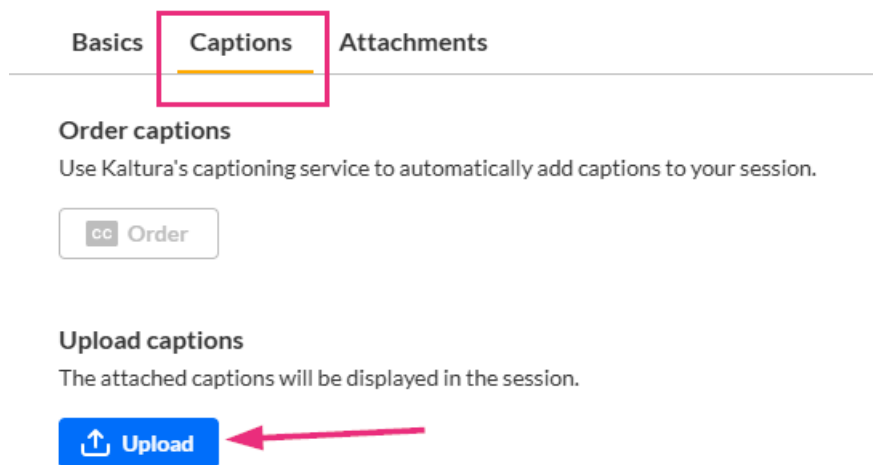 Basics Captions Attachments
Order captions
Use Kaltura's captioning service to automatically add captions to your session.
CC Order
Upload captions
The attached captions will be displayed in the session.
Upload